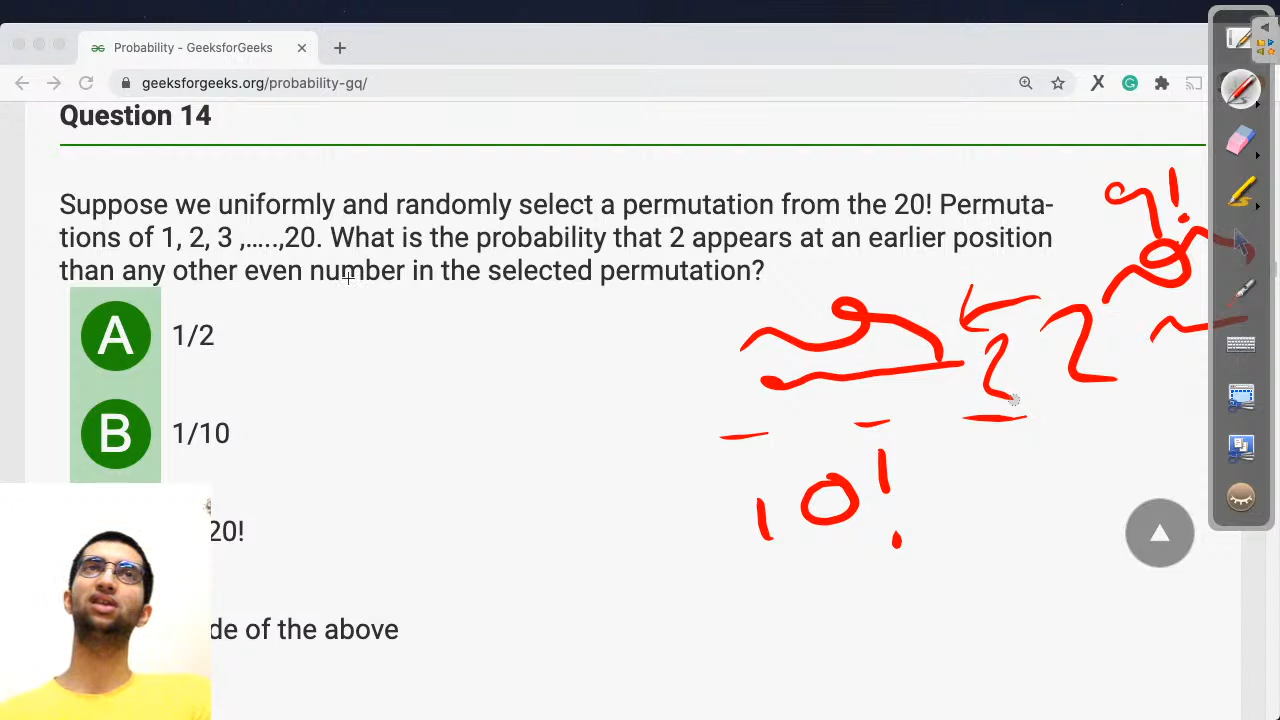 Probability - GeeksforGeeks
geeksforgeeks.org/probability-gq/
Question 14
Suppose we uniformly and randomly select a permutation from the 20! Permuta-
tions of 1, 2, 3 ,…..,20. What is the probability that 2 appears at an earlier position
than any other even number in the selected permutation?
A 1/2
B 1/10
20!
de of the above
9!
2 2
10!